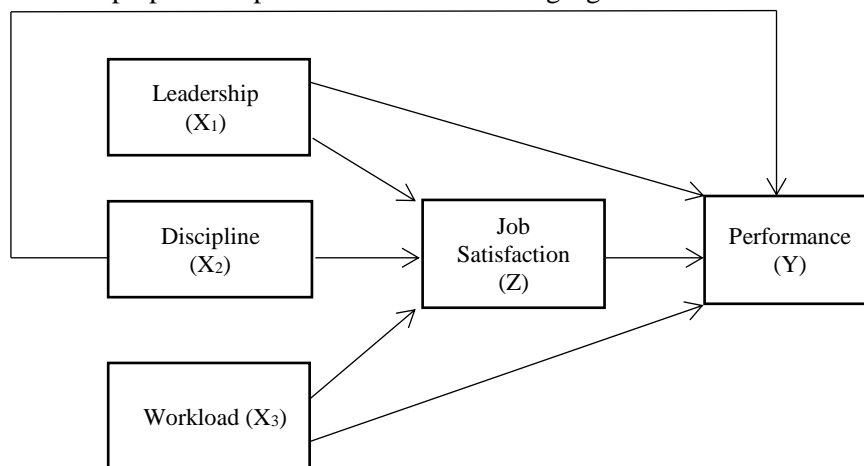 Leadership
(X₁)
Discipline
(X₂)
Job
Satisfaction
(Z)
Performance
(Y)
Workload (X₃)